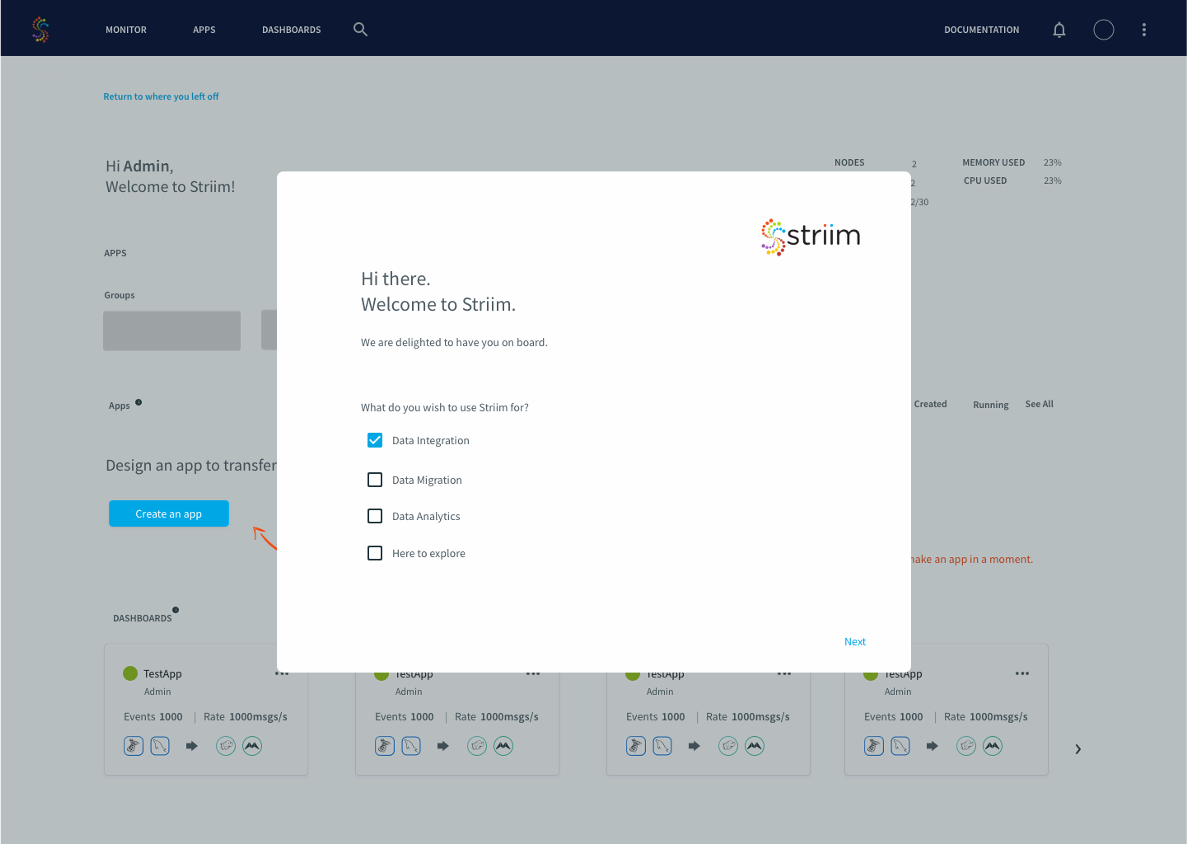 MONITOR APPS DASHBOARDS DOCUMENTATION
Return to where you left off
Hi Admin,
Welcome to Striim!
NODES 2 MEMORY USED 23%
2 CPU USED 23%
2/30
striim
APPS
Hi there.
Welcome to Striim.
Groups
We are delighted to have you on board.
Apps
Created Running See All
What do you wish to use Striim for?
Data Integration
Design an app to transfer
Data Migration
Create an app
Data Analytics
Here to explore
an app in a moment.
DASHBOARDS
Next
TestApp ... TestApp ... TestApp ... TestApp ...
Admin Admin Admin Admin
Events 1000 | Rate 1000msgs/s Events 1000 | Rate 1000msgs/s Events 1000 | Rate 1000msgs/s Events 1000 | Rate 1000msgs/s